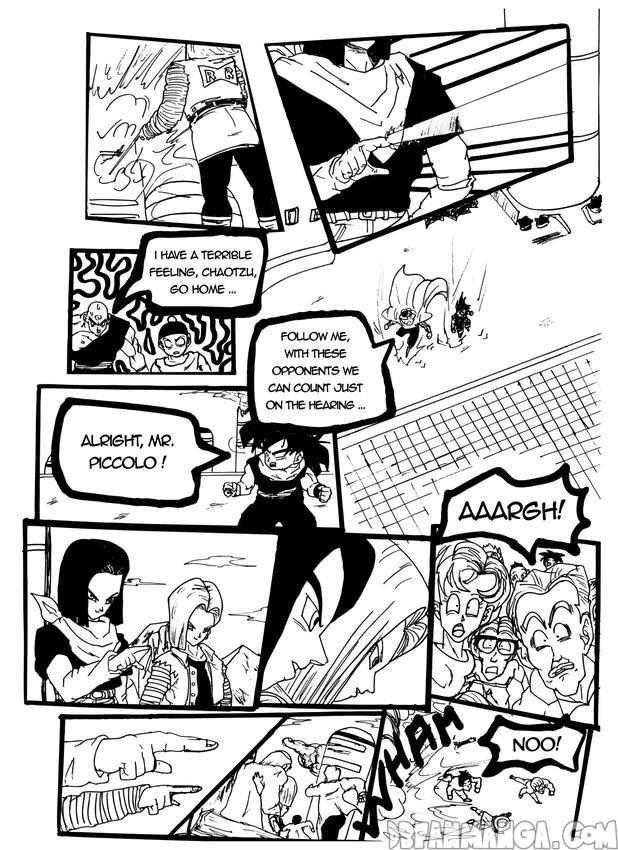 R R
I HAVE A TERRIBLE
FEELING, CHAOTZU,
GO HOME ...
FOLLOW ME,
WITH THESE
OPPONENTS WE
CAN COUNT JUST
ON THE HEARING ...
ALRIGHT, MR.
PICCOLO !
AAARGH!
WHAM
NOO!
DBFANMANGA.COM